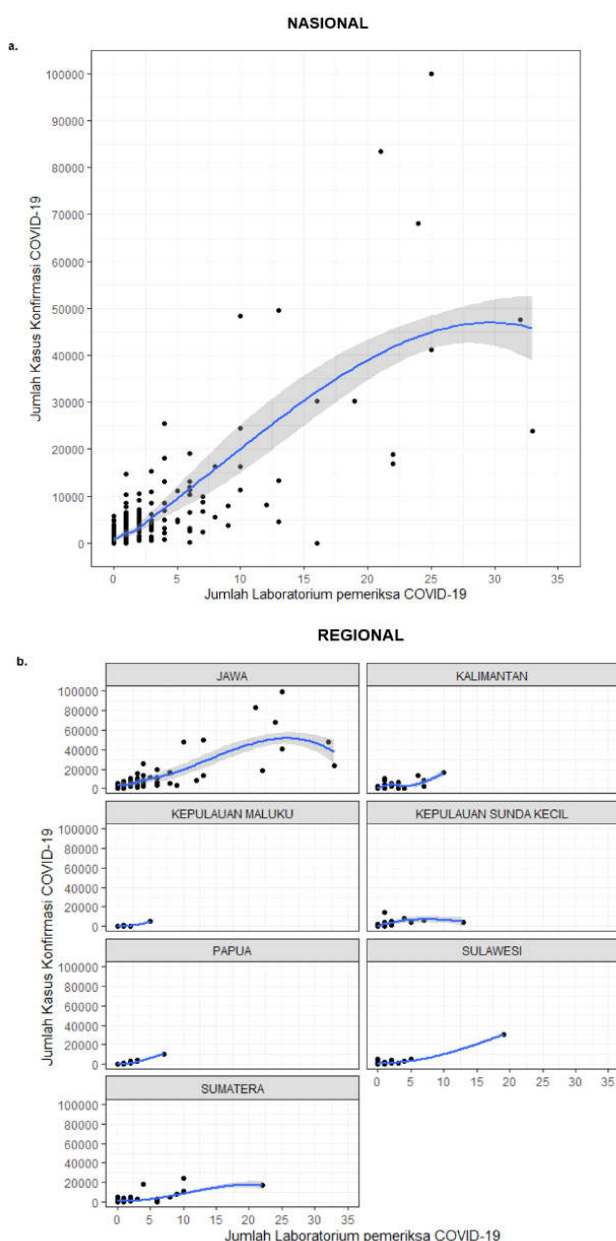 NASIONAL
a.
100000
90000
80000
70000
60000
50000
40000
30000
20000
10000
0
Jumlah Kasus Konfirmasi COVID-19
0 5 10 15 20 25 30 35
Jumlah Laboratorium pemeriksa COVID-19
REGIONAL
b.
JAWA KALIMANTAN
100000
80000
60000
40000
20000
0
KEPULAUAN MALUKU KEPULAUAN SUNDA KECIL
100000
80000
60000
40000
20000
0
Jumlah Kasus Konfirmasi COVID-19
PAPUA SULAWESI
100000
80000
60000
40000
20000
0
0 5 10 15 20 25 30 35
SUMATERA
100000
80000
60000
40000
20000
0
0 5 10 15 20 25 30 35
Jumlah Laboratorium pemeriksa COVID-19